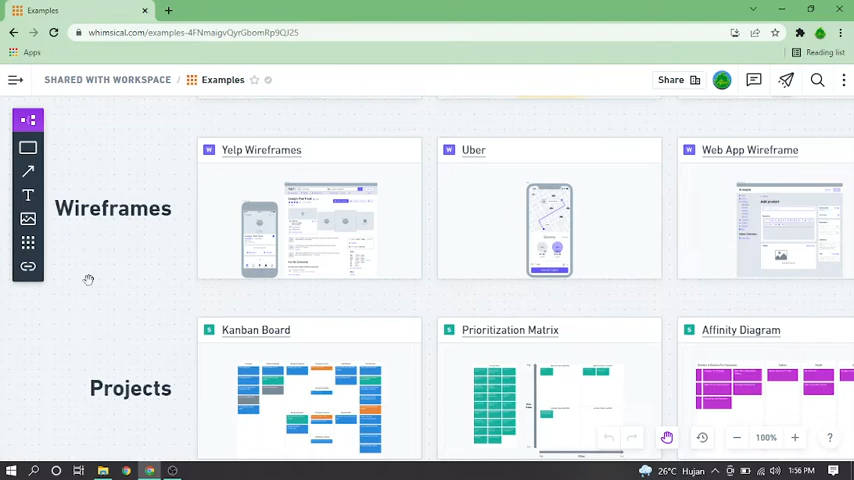 Examples
whimsical.com/examples-4FNmaigvQyrGbomRp9QJ25
Apps
Reading list
SHARED WITH WORKSPACE / Examples
Share
Wireframes
W Yelp Wireframes
W Uber
W Web App Wireframe
Projects
S Kanban Board
S Prioritization Matrix
S Affinity Diagram
100%
?
26°C Hujan
1:56 PM